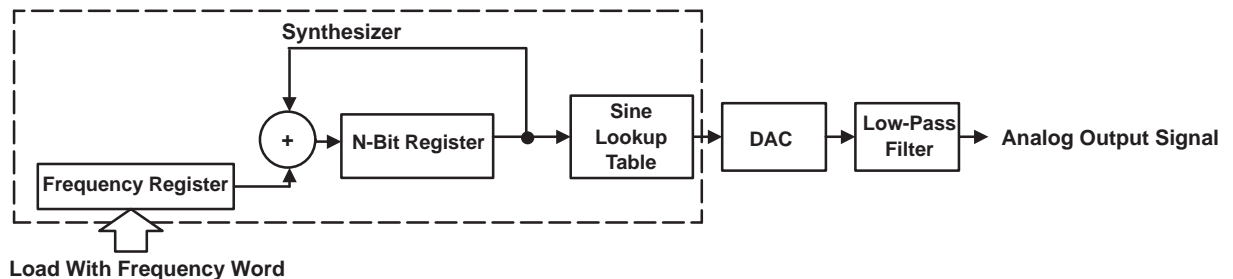 Synthesizer
+
N-Bit Register
Sine
Lookup
Table
DAC
Low-Pass
Filter
Analog Output Signal
Frequency Register
Load With Frequency Word